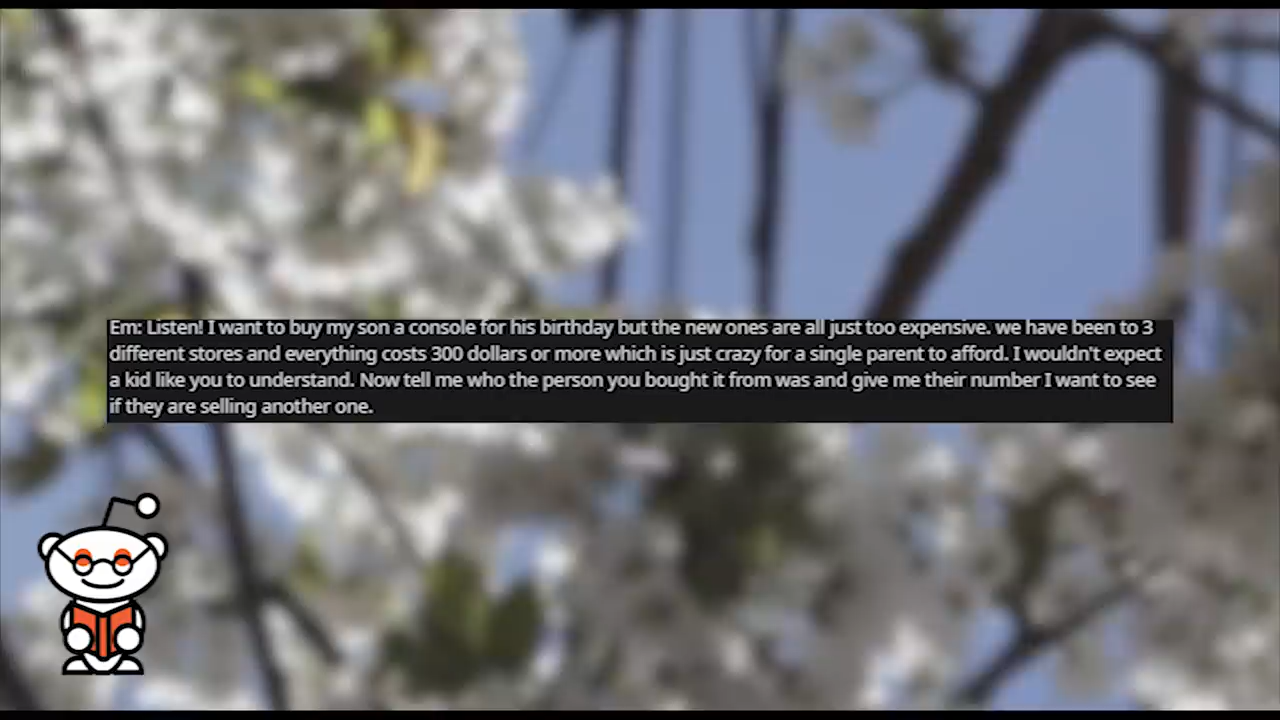 Em: Listen! I want to buy my son a console for his birthday but the new ones are all just too expensive. we have been to 3
different stores and everything costs 300 dollars or more which is just crazy for a single parent to afford. I wouldn't expect
a kid like you to understand. Now tell me who the person you bought it from was and give me their number I want to see
if they are selling another one.